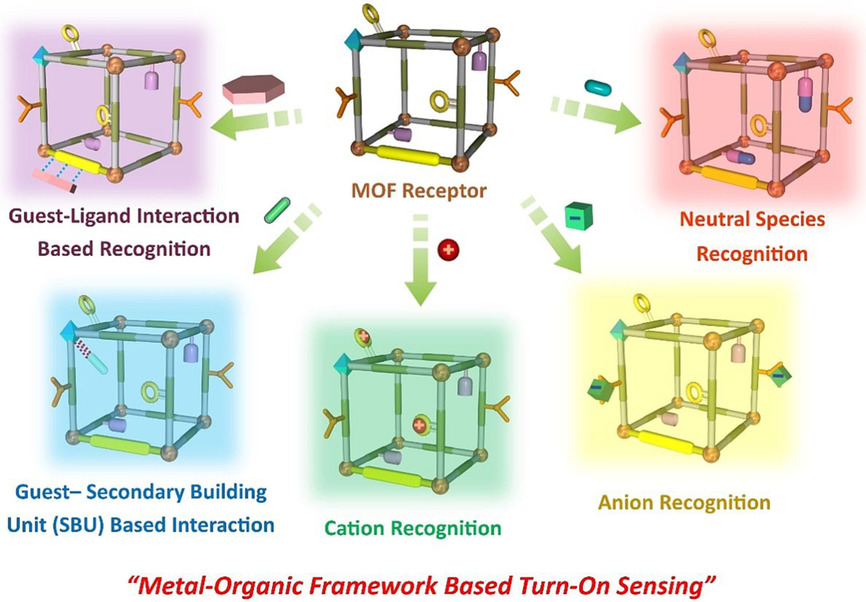 MOF Receptor
Guest-Ligand Interaction
Based Recognition
Neutral Species
Recognition
Guest– Secondary Building
Unit (SBU) Based Interaction
Cation Recognition
Anion Recognition
“Metal-Organic Framework Based Turn-On Sensing”